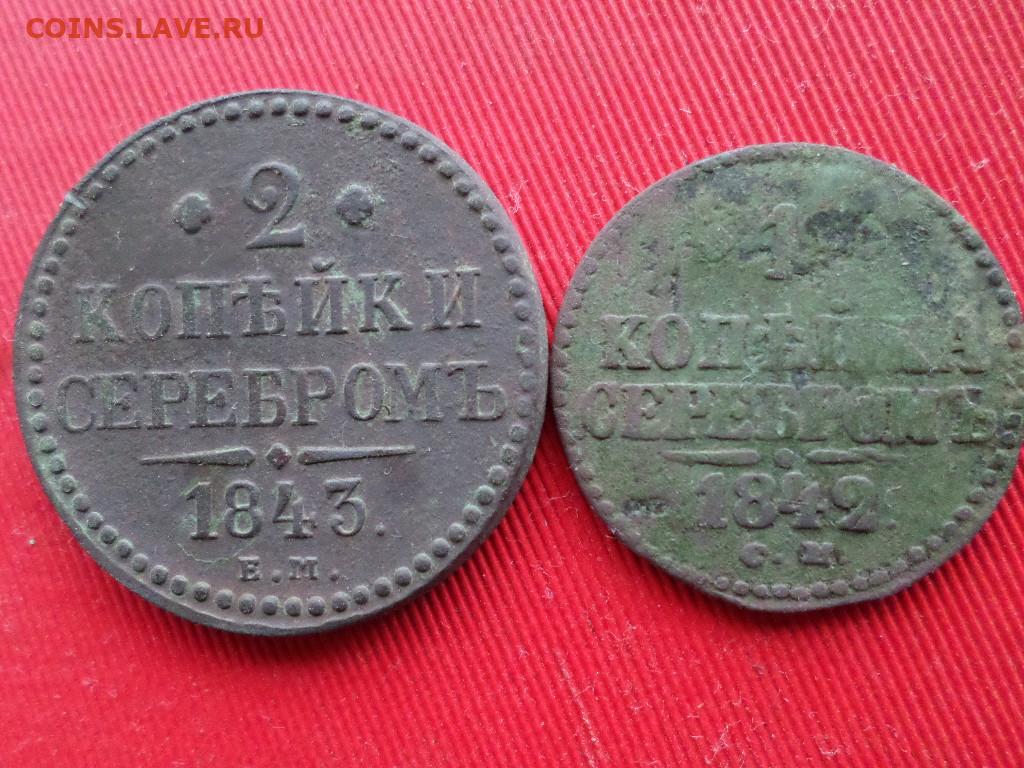 COINS.LAVE.RU
· 2 ·
КОПѢЙКИ
СЕРЕБРОМЪ
1843.
Е.М.
1
КОПѢЙКА
СЕРЕБРОМЪ
1842.
С.М